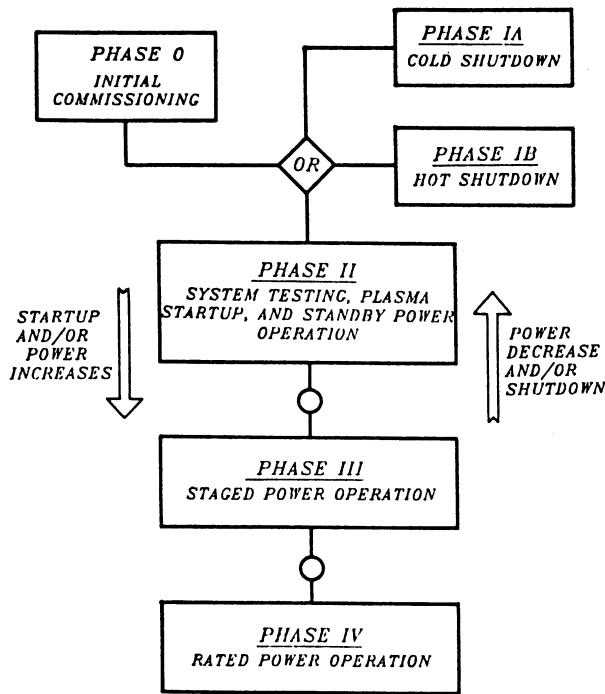 PHASE 0
INITIAL
COMMISSIONING
PHASE IA
COLD SHUTDOWN
OR
PHASE IB
HOT SHUTDOWN
PHASE II
SYSTEM TESTING, PLASMA
STARTUP, AND STANDBY POWER
OPERATION
STARTUP
AND/OR
POWER
INCREASES
POWER
DECREASE
AND/OR
SHUTDOWN
PHASE III
STAGED POWER OPERATION
PHASE IV
RATED POWER OPERATION